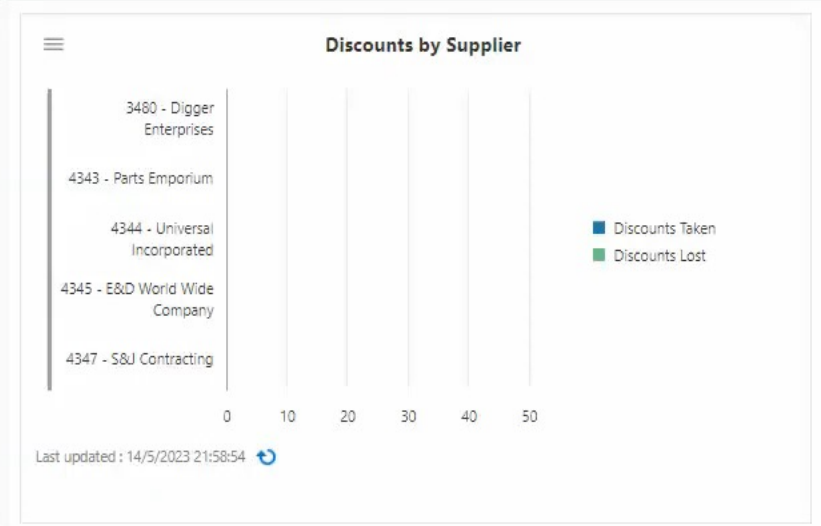 Discounts by Supplier
3480 - Digger
Enterprises
4343 - Parts Emporium
4344 - Universal
Incorporated
4345 - E&D World Wide
Company
4347 - S&J Contracting
0 10 20 30 40 50
Discounts Taken
Discounts Lost
Last updated : 14/5/2023 21:58:54